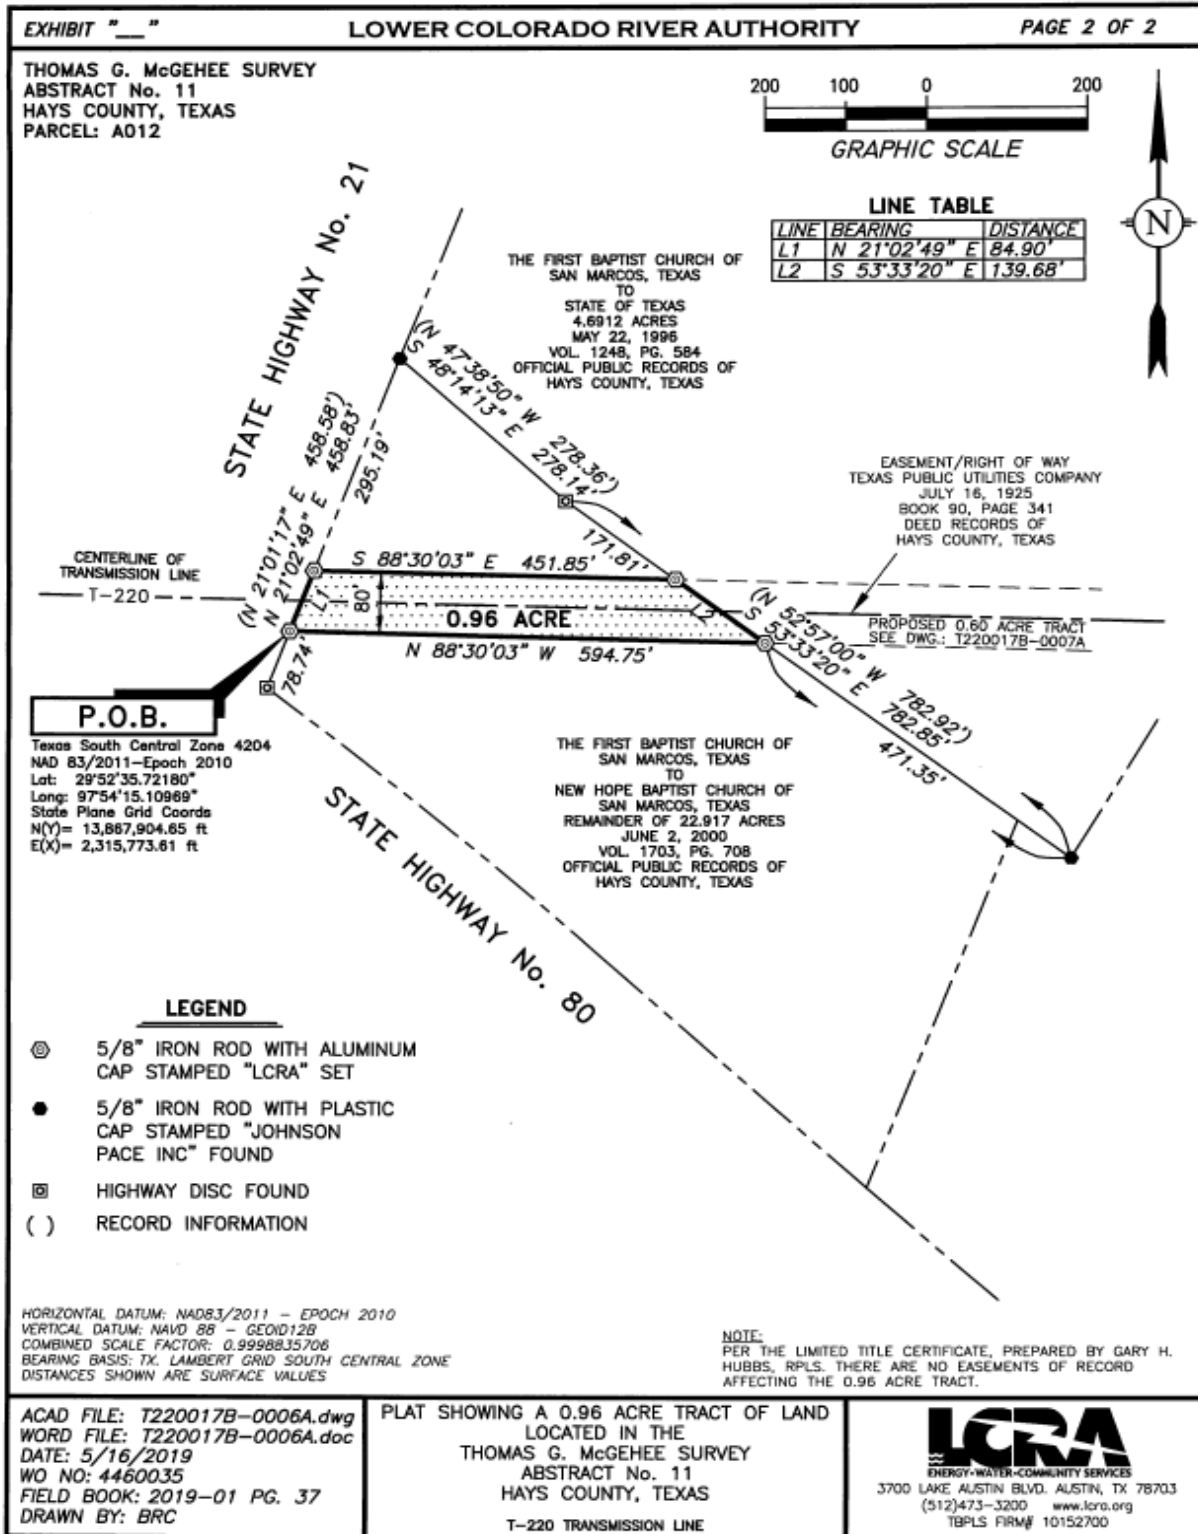 EXHIBIT "__"
LOWER COLORADO RIVER AUTHORITY
PAGE 2 OF 2
THOMAS G. McGEHEE SURVEY
ABSTRACT No. 11
HAYS COUNTY, TEXAS
PARCEL: A012
200 100 0 200
GRAPHIC SCALE
N
LINE TABLE
LINE BEARING DISTANCE
L1 N 21°02'49" E 84.90'
L2 S 53°33'20" E 139.68'
STATE HIGHWAY No. 21
THE FIRST BAPTIST CHURCH OF
SAN MARCOS, TEXAS
TO
STATE OF TEXAS
4.6912 ACRES
MAY 22, 1996
VOL. 1248, PG. 584
OFFICIAL PUBLIC RECORDS OF
HAYS COUNTY, TEXAS
(N 47°38'50" W 278.36')
S 48°14'13" E 278.14'
(N 21°01'17" E 458.58')
N 21°02'49" E 458.83'
295.19'
171.81'
EASEMENT/RIGHT OF WAY
TEXAS PUBLIC UTILITIES COMPANY
JULY 16, 1925
BOOK 90, PAGE 341
DEED RECORDS OF
HAYS COUNTY, TEXAS
CENTERLINE OF
TRANSMISSION LINE
T-220
S 88°30'03" E 451.85'
L1
80'
0.96 ACRE
L2
N 88°30'03" W 594.75'
78.74'
(N 52°57'00" W 782.92')
S 53°33'20" E 782.85'
471.35'
PROPOSED 0.60 ACRE TRACT
SEE DWG.: T220017B-0007A
P.O.B.
Texas South Central Zone 4204
NAD 83/2011-Epoch 2010
Lat: 29°52'35.72180"
Long: 97°54'15.10969"
State Plane Grid Coords
N(Y)= 13,867,904.65 ft
E(X)= 2,315,773.61 ft
THE FIRST BAPTIST CHURCH OF
SAN MARCOS, TEXAS
TO
NEW HOPE BAPTIST CHURCH OF
SAN MARCOS, TEXAS
REMAINDER OF 22.917 ACRES
JUNE 2, 2000
VOL. 1703, PG. 708
OFFICIAL PUBLIC RECORDS OF
HAYS COUNTY, TEXAS
STATE HIGHWAY No. 80
LEGEND
5/8" IRON ROD WITH ALUMINUM
CAP STAMPED "LCRA" SET
5/8" IRON ROD WITH PLASTIC
CAP STAMPED "JOHNSON
PACE INC" FOUND
HIGHWAY DISC FOUND
( ) RECORD INFORMATION
HORIZONTAL DATUM: NAD83/2011 - EPOCH 2010
VERTICAL DATUM: NAVD 88 - GEOID12B
COMBINED SCALE FACTOR: 0.9998835706
BEARING BASIS: TX. LAMBERT GRID SOUTH CENTRAL ZONE
DISTANCES SHOWN ARE SURFACE VALUES
NOTE:
PER THE LIMITED TITLE CERTIFICATE, PREPARED BY GARY H.
HUBBS, RPLS. THERE ARE NO EASEMENTS OF RECORD
AFFECTING THE 0.96 ACRE TRACT.
ACAD FILE: T220017B-0006A.dwg
WORD FILE: T220017B-0006A.doc
DATE: 5/16/2019
WO NO: 4460035
FIELD BOOK: 2019-01 PG. 37
DRAWN BY: BRC
PLAT SHOWING A 0.96 ACRE TRACT OF LAND
LOCATED IN THE
THOMAS G. McGEHEE SURVEY
ABSTRACT No. 11
HAYS COUNTY, TEXAS
T-220 TRANSMISSION LINE
LCRA
ENERGY•WATER•COMMUNITY SERVICES
3700 LAKE AUSTIN BLVD. AUSTIN, TX 78703
(512)473-3200 www.lcra.org
TBPLS FIRM# 10152700